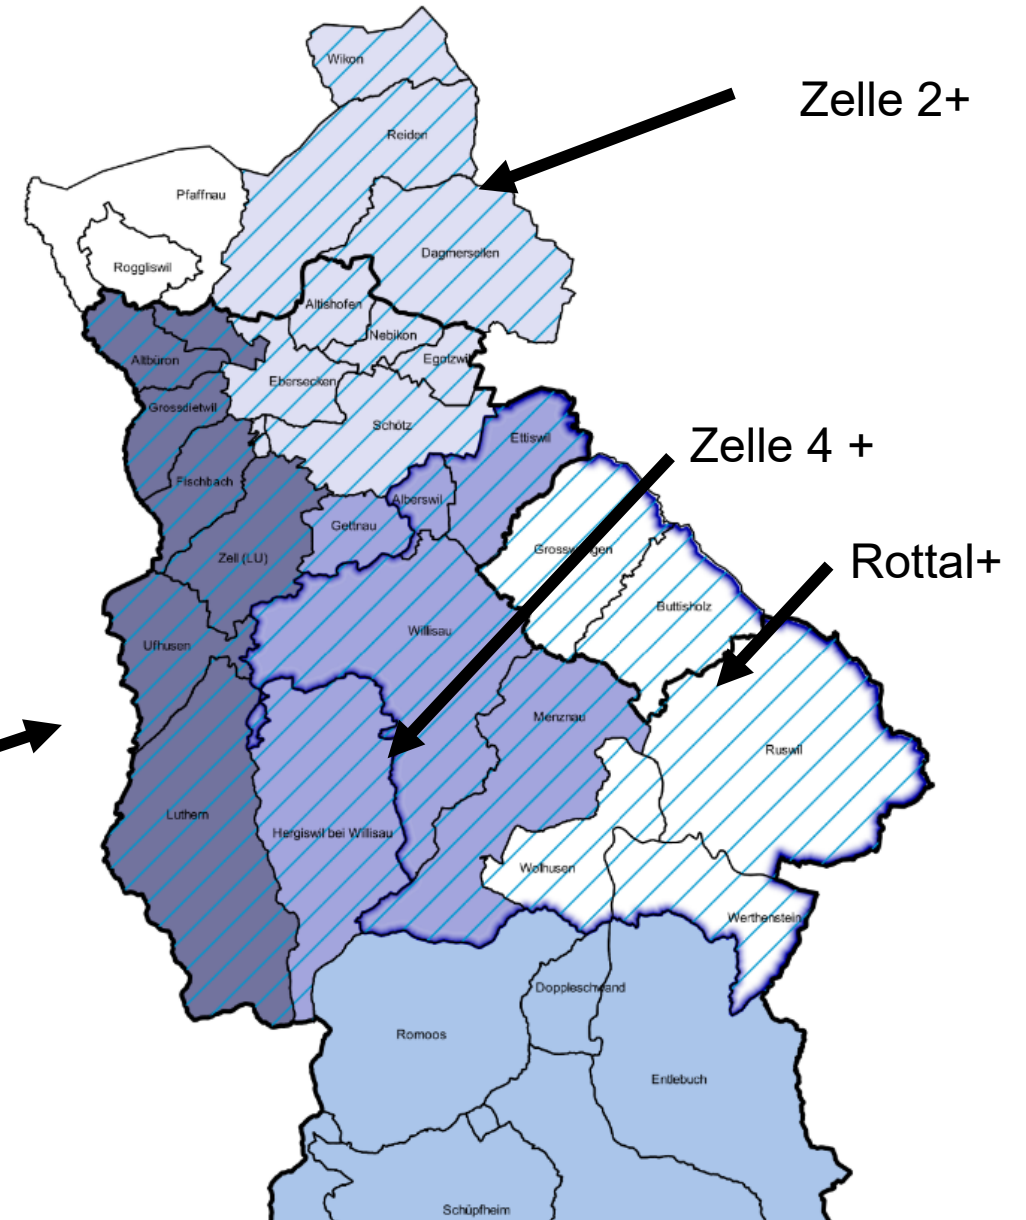 Wikon
Zelle 2+
Reiden
Pfaffnau
Dagmersellen
Roggliswil
Altishofen
Nebikon
Altbüron
Egolzwil
Ebersecken
Grossdietwil
Schötz
Ettiswil
Zelle 4 +
Fischbach
Alberswil
Gettnau
Zell (LU)
Rottal+
Buttisholz
Willisau
Ufhusen
Menznau
Ruswil
Luthern
Hergiswil bei Willisau
Wolhusen
Werthenstein
Romoos
Entlebuch
Schüpfheim